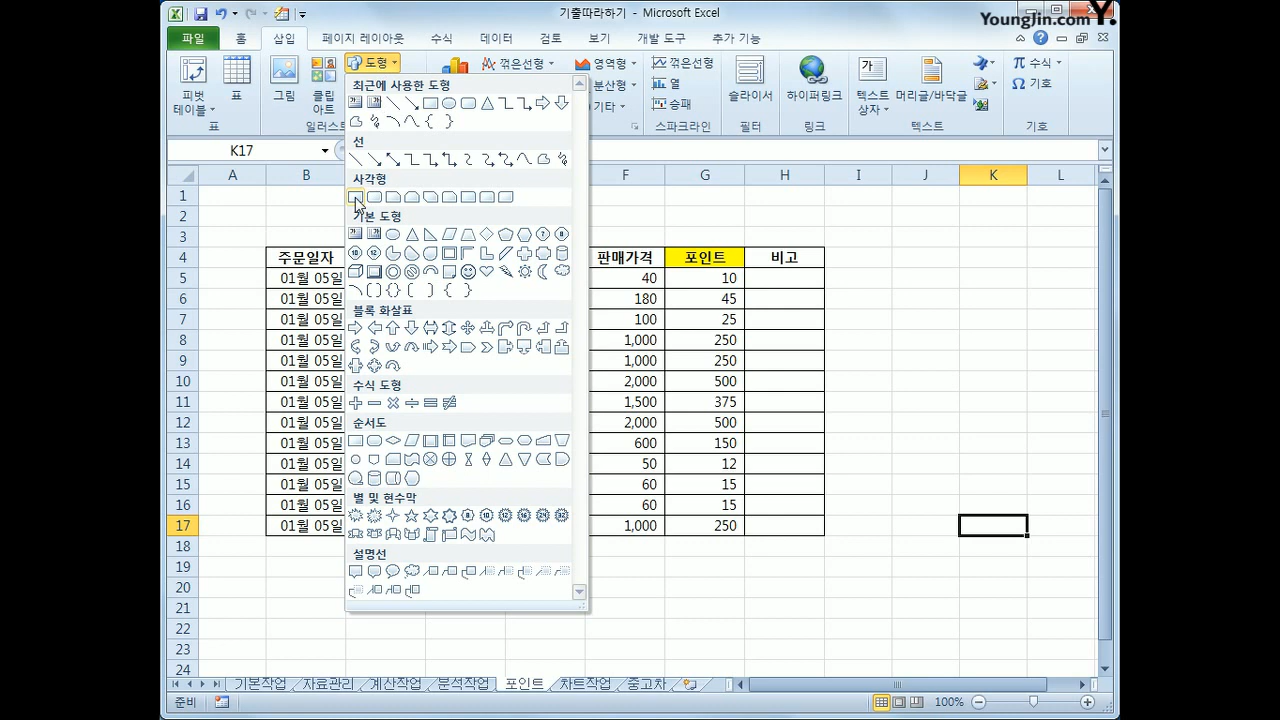 기출따라하기 - Microsoft Excel
YoungJin.com Y.
파일 홈 삽입 페이지 레이아웃 수식 데이터 검토 보기 개발 도구 추가 기능
도형 꺾은선형 영역형 꺾은선형 수식
분산형 열 기호
기타 승패
피벗 테이블 표 그림 클립 아트 슬라이서 하이퍼링크 텍스트 상자 머리글/바닥글
표 일러스트 스파크라인 필터 링크 텍스트 기호
K17
최근에 사용한 도형
선
사각형
기본 도형
블록 화살표
수식 도형
순서도
별 및 현수막
설명선
A B F G H I J K L
1
2
3
4 주문일자 판매가격 포인트 비고
5 01월 05일 40 10
6 01월 05일 180 45
7 01월 05일 100 25
8 01월 05일 1,000 250
9 01월 05일 1,000 250
10 01월 05일 2,000 500
11 01월 05일 1,500 375
12 01월 05일 2,000 500
13 01월 05일 600 150
14 01월 05일 50 12
15 01월 05일 60 15
16 01월 05일 60 15
17 01월 05일 1,000 250
18
19
20
21
22
23
24
기본작업 자료관리 계산작업 분석작업 포인트 차트작업 중고차
준비 100%